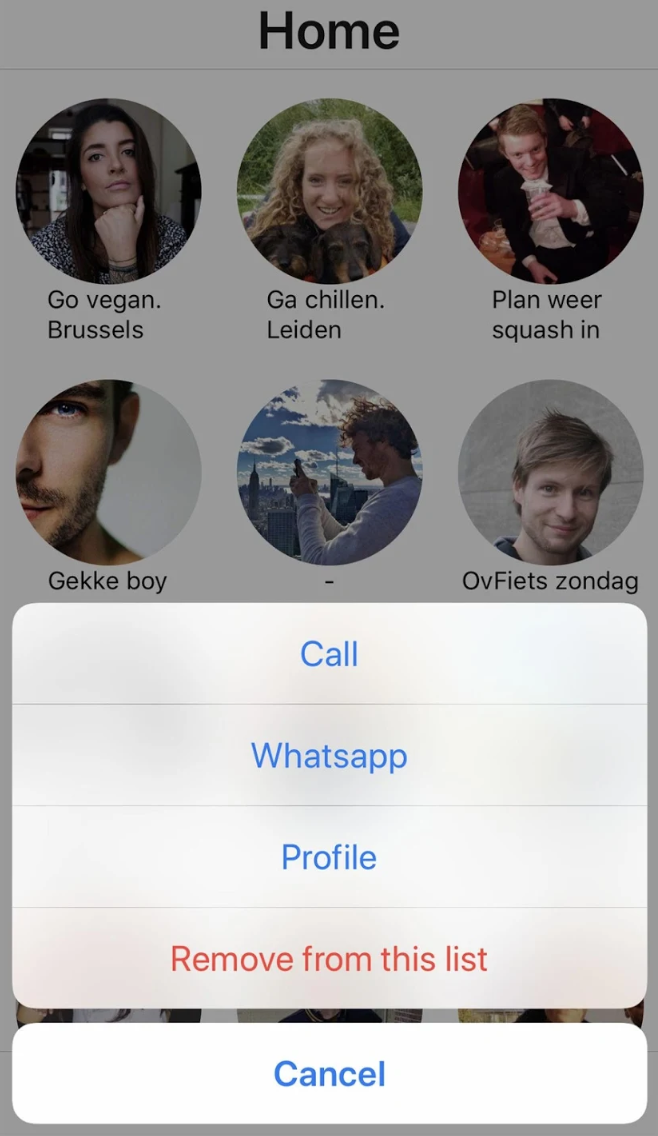 Home
Go vegan.
Brussels
Ga chillen.
Leiden
Plan weer
squash in
Gekke boy
-
OvFiets zondag
Call
Whatsapp
Profile
Remove from this list
Cancel